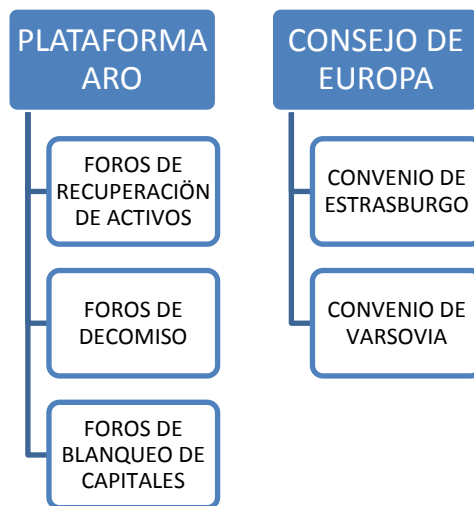 PLATAFORMA
ARO
FOROS DE
RECUPERACIÖN
DE ACTIVOS
FOROS DE
DECOMISO
FOROS DE
BLANQUEO DE
CAPITALES
CONSEJO DE
EUROPA
CONVENIO DE
ESTRASBURGO
CONVENIO DE
VARSOVIA